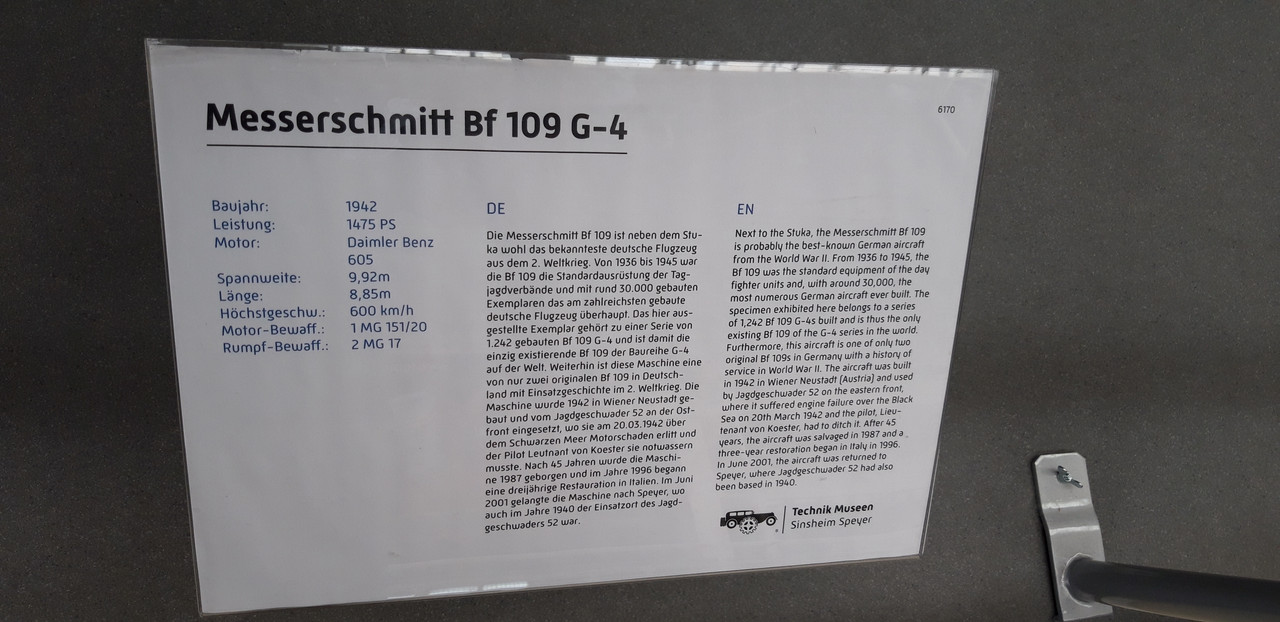 Messerschmitt Bf 109 G-4
6170
Baujahr: 1942
Leistung: 1475 PS
Motor: Daimler Benz
605
Spannweite: 9,92m
Länge: 8,85m
Höchstgeschw.: 600 km/h
Motor-Bewaff.: 1 MG 151/20
Rumpf-Bewaff.: 2 MG 17
DE
Die Messerschmitt Bf 109 ist neben dem Stu-
ka wohl das bekannteste deutsche Flugzeug
aus dem 2. Weltkrieg. Von 1936 bis 1945 war
die Bf 109 die Standardausrüstung der Tag-
jagdverbände und mit rund 30.000 gebauten
Exemplaren das am zahlreichsten gebaute
deutsche Flugzeug überhaupt. Das hier aus-
gestellte Exemplar gehört zu einer Serie von
1.242 gebauten Bf 109 G-4 und ist damit die
einzig existierende Bf 109 der Baureihe G-4
auf der Welt. Weiterhin ist diese Maschine eine
von nur zwei originalen Bf 109 in Deutsch-
land mit Einsatzgeschichte im 2. Weltkrieg. Die
Maschine wurde 1942 in Wiener Neustadt ge-
baut und vom Jagdgeschwader 52 an der Ost-
front eingesetzt, wo sie am 20.03.1942 über
dem Schwarzen Meer Motorschaden erlitt und
der Pilot Leutnant von Koester sie notwassern
musste. Nach 45 Jahren wurde die Maschi-
ne 1987 geborgen und im Jahre 1996 begann
eine dreijährige Restauration in Italien. Im Juni
2001 gelangte die Maschine nach Speyer, wo
auch im Jahre 1940 der Einsatzort des Jagd-
geschwaders 52 war.
EN
Next to the Stuka, the Messerschmitt Bf 109
is probably the best-known German aircraft
from the World War II. From 1936 to 1945, the
Bf 109 was the standard equipment of the day
fighter units and, with around 30,000, the
most numerous German aircraft ever built. The
specimen exhibited here belongs to a series
of 1,242 Bf 109 G-4s built and is thus the only
existing Bf 109 of the G-4 series in the world.
Furthermore, this aircraft is one of only two
original Bf 109s in Germany with a history of
service in World War II. The aircraft was built
in 1942 in Wiener Neustadt (Austria) and used
by Jagdgeschwader 52 on the eastern front,
where it suffered engine failure over the Black
Sea on 20th March 1942 and the pilot, Lieu-
tenant von Koester, had to ditch it. After 45
years, the aircraft was salvaged in 1987 and a
three-year restoration began in Italy in 1996.
In June 2001, the aircraft was returned to
Speyer, where Jagdgeschwader 52 had also
been based in 1940.
Technik Museen
Sinsheim Speyer